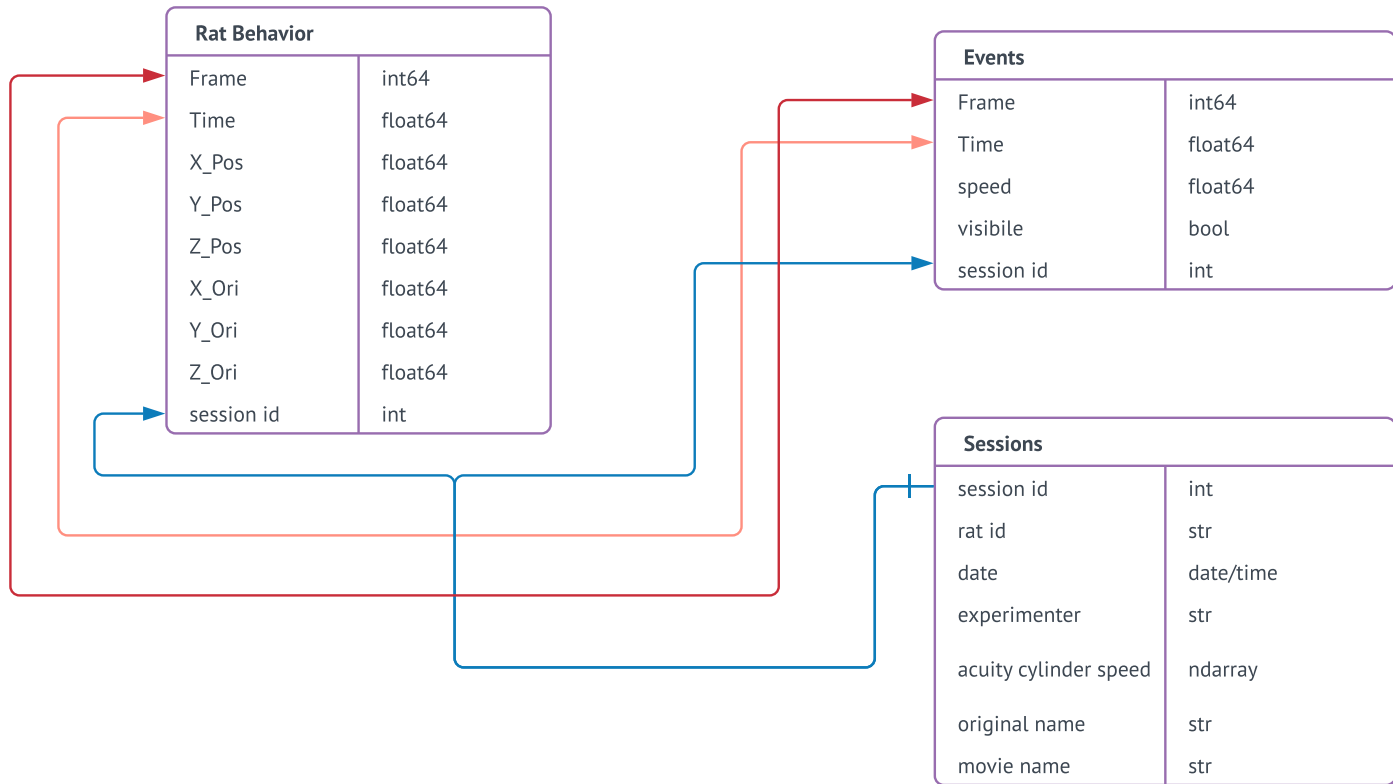 Rat Behavior
Frame int64
Time float64
X_Pos float64
Y_Pos float64
Z_Pos float64
X_Ori float64
Y_Ori float64
Z_Ori float64
session id int
Events
Frame int64
Time float64
speed float64
visibile bool
session id int
Sessions
session id int
rat id str
date date/time
experimenter str
acuity cylinder speed ndarray
original name str
movie name str